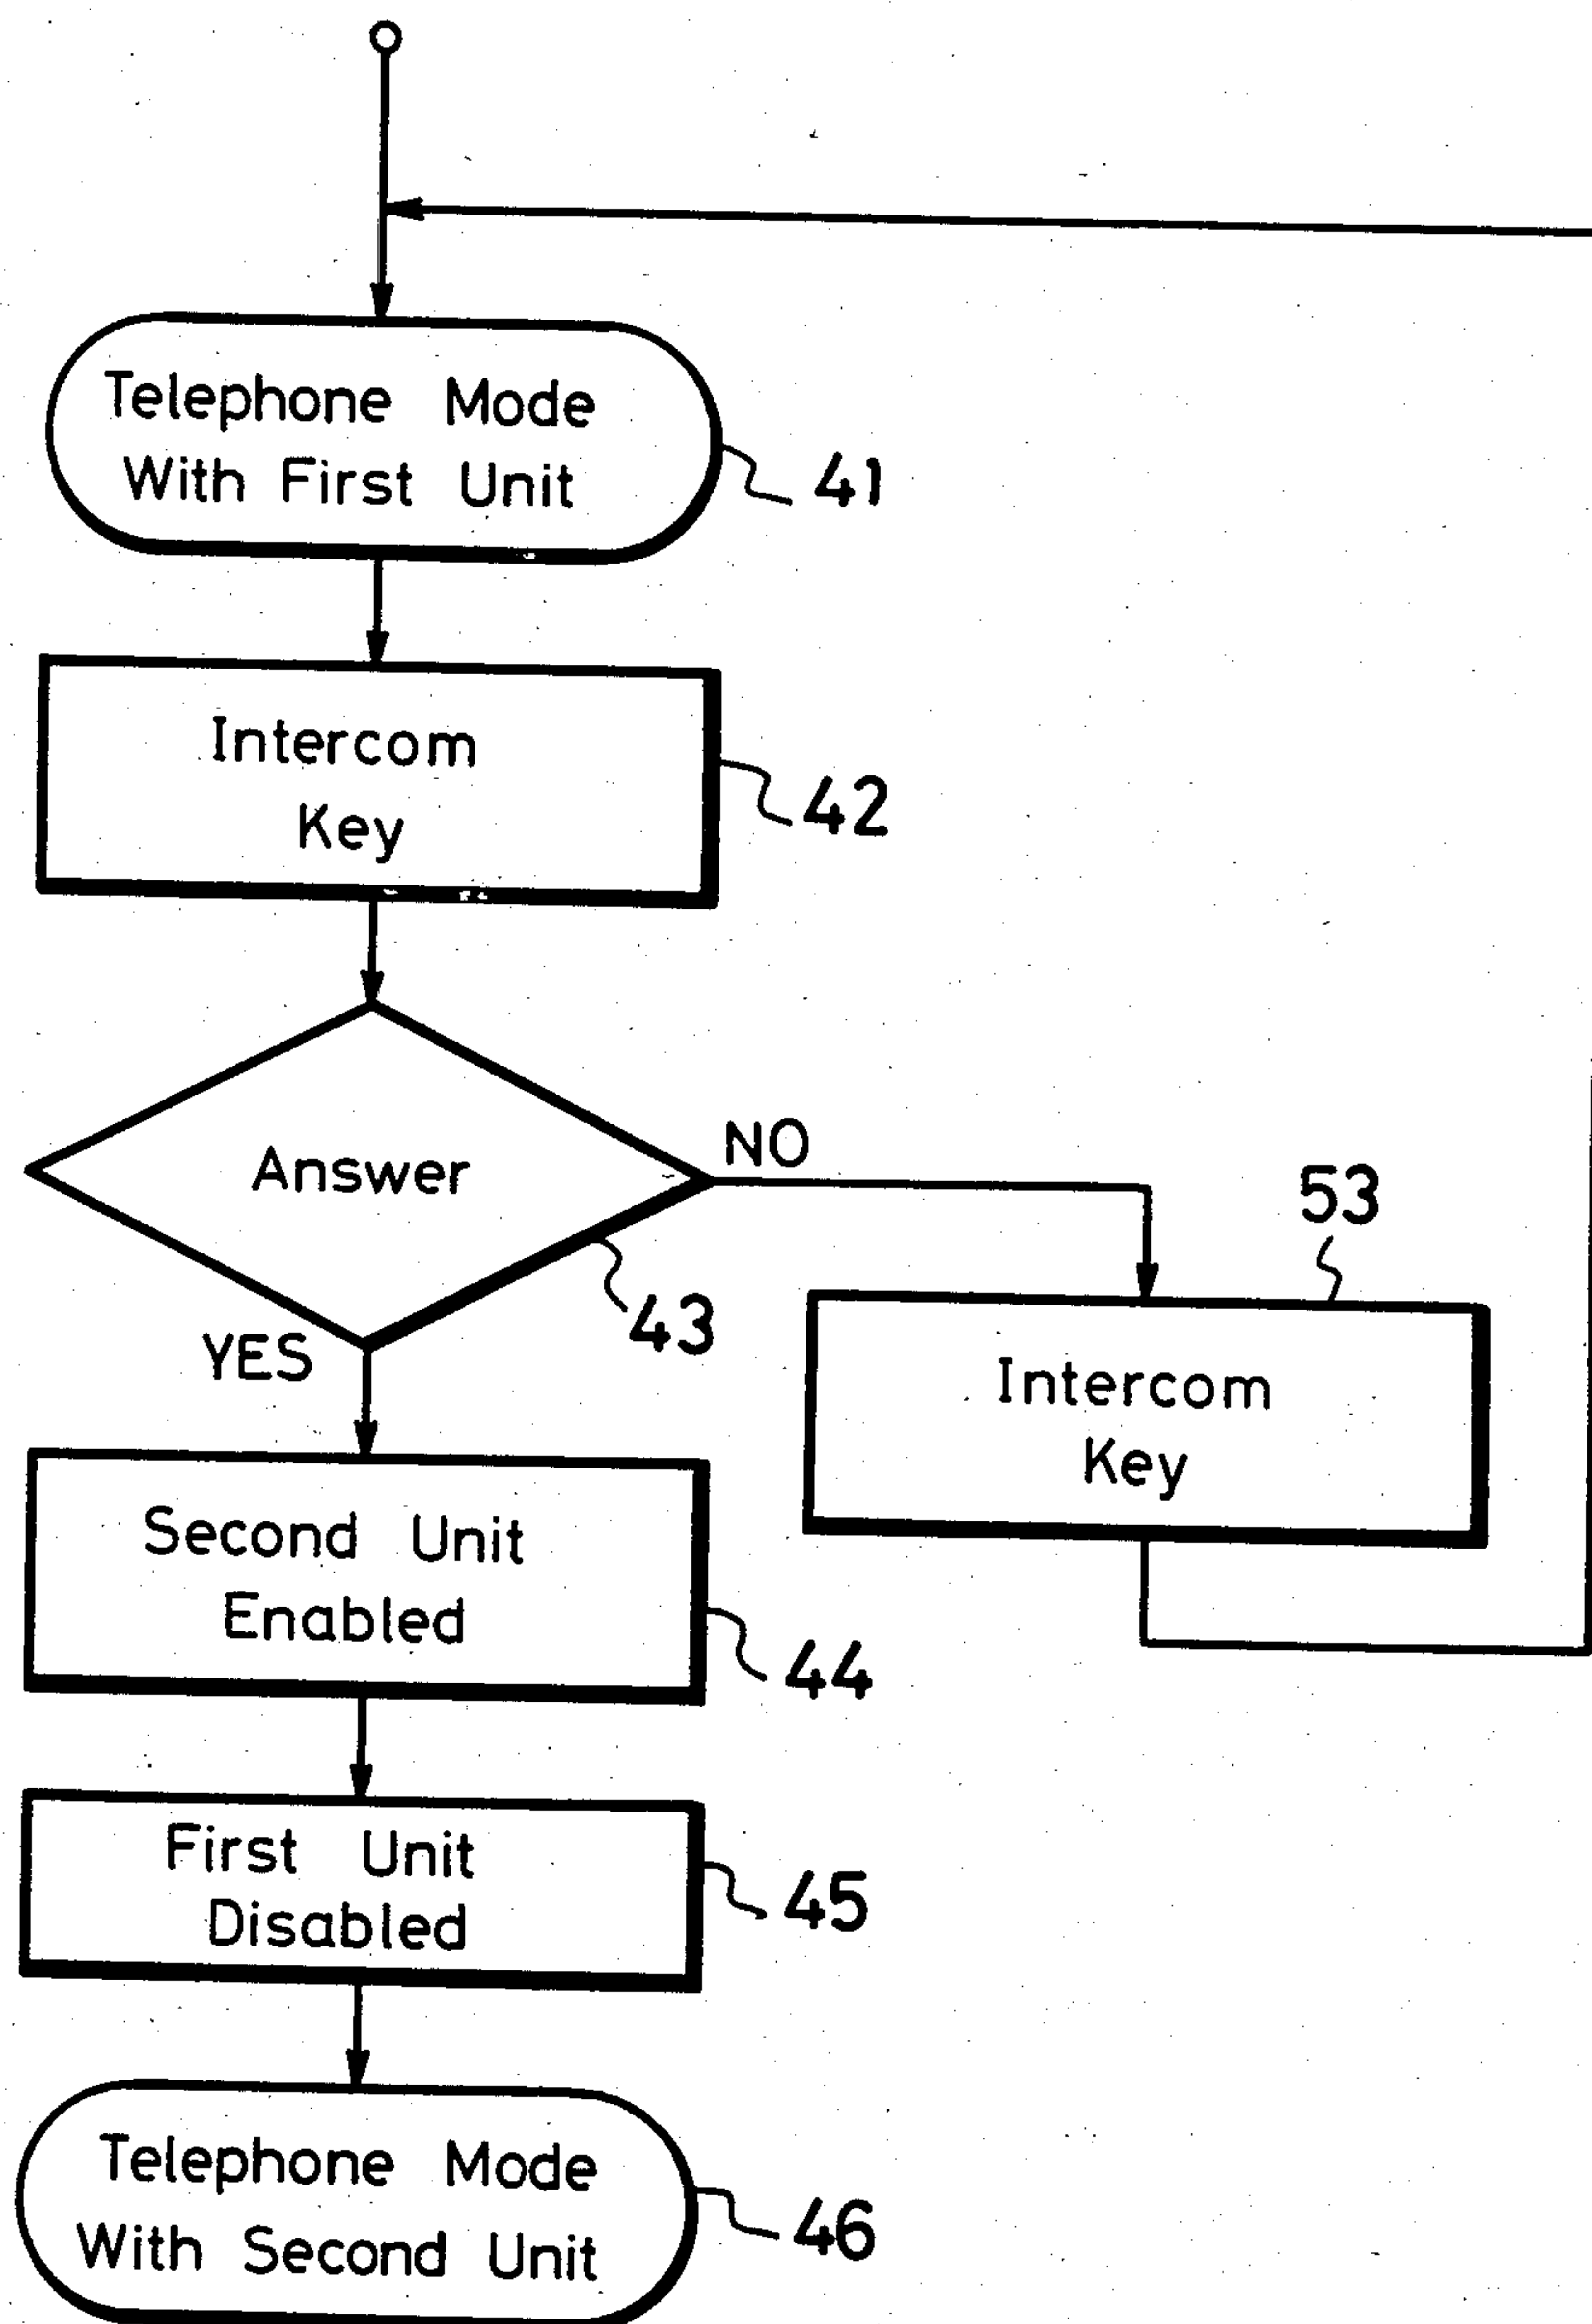 Telephone Mode
With First Unit
41
Intercom
Key
42
Answer
NO
43
YES
53
Intercom
Key
Second Unit
Enabled
44
First Unit
Disabled
45
Telephone Mode
With Second Unit
46